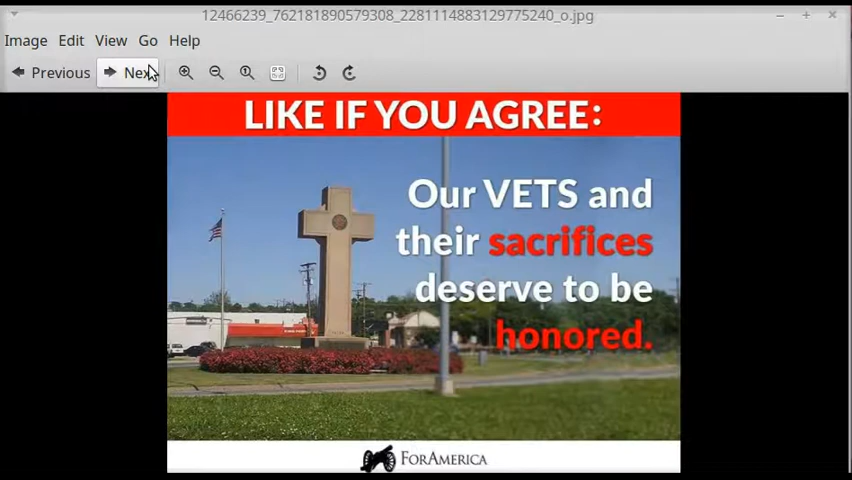 12466239_762181890579308_2281114883129775240_o.jpg
Image Edit View Go Help
Previous
LIKE IF YOU AGREE:
Our VETS and
their sacrifices
deserve to be
honored.
FORAMERICA